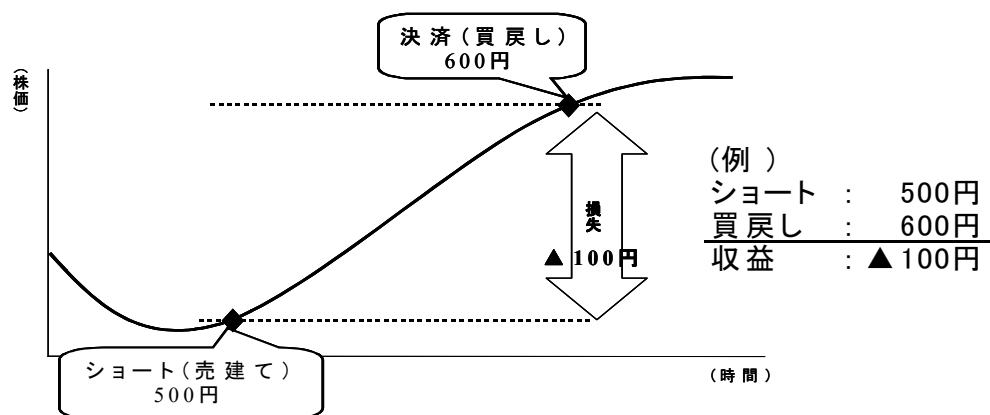 決済(買戻し)
600円
(株価)
損失
▲100円
ショート(売建て)
500円
(時間)
(例)
ショート : 500円
買戻し : 600円
収益 : ▲100円